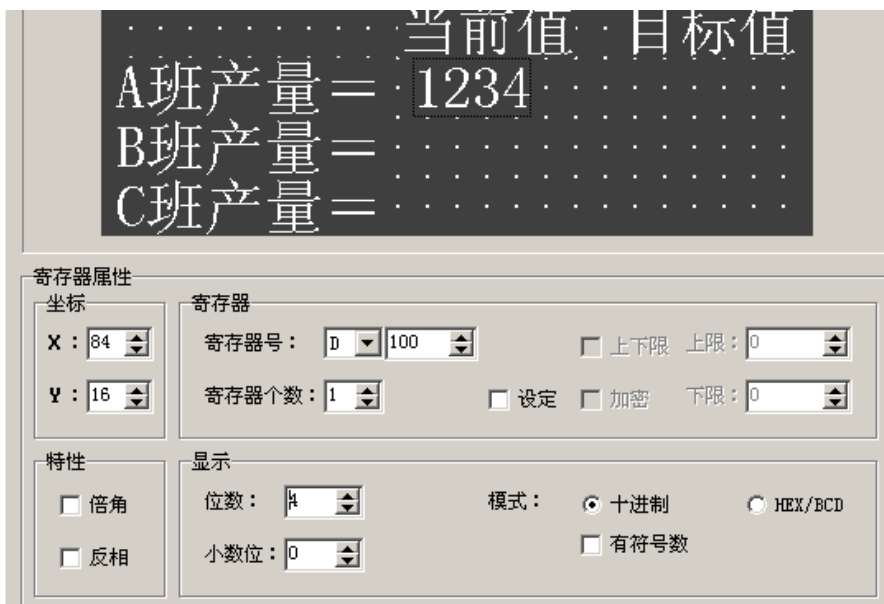 当前值 目标值
A班产量＝ 1234
B班产量＝
C班产量＝
寄存器属性
坐标
X：84
Y：16
寄存器
寄存器号： D 100 上下限 上限：0
寄存器个数：1 设定 加密 下限：0
特性
倍角
反相
显示
位数： 4 模式： 十进制 HEX/BCD
小数位：0 有符号数